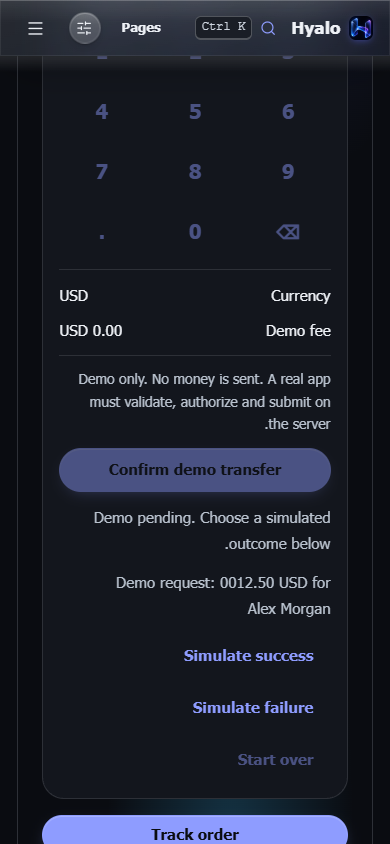 Pages
Ctrl K
Hyalo
4 5 6
7 8 9
. 0 ⌫
USD Currency
USD 0.00 Demo fee
Demo only. No money is sent. A real app
must validate, authorize and submit on
.the server
Confirm demo transfer
Demo pending. Choose a simulated
.outcome below
Demo request: 0012.50 USD for
Alex Morgan
Simulate success
Simulate failure
Start over
Track order